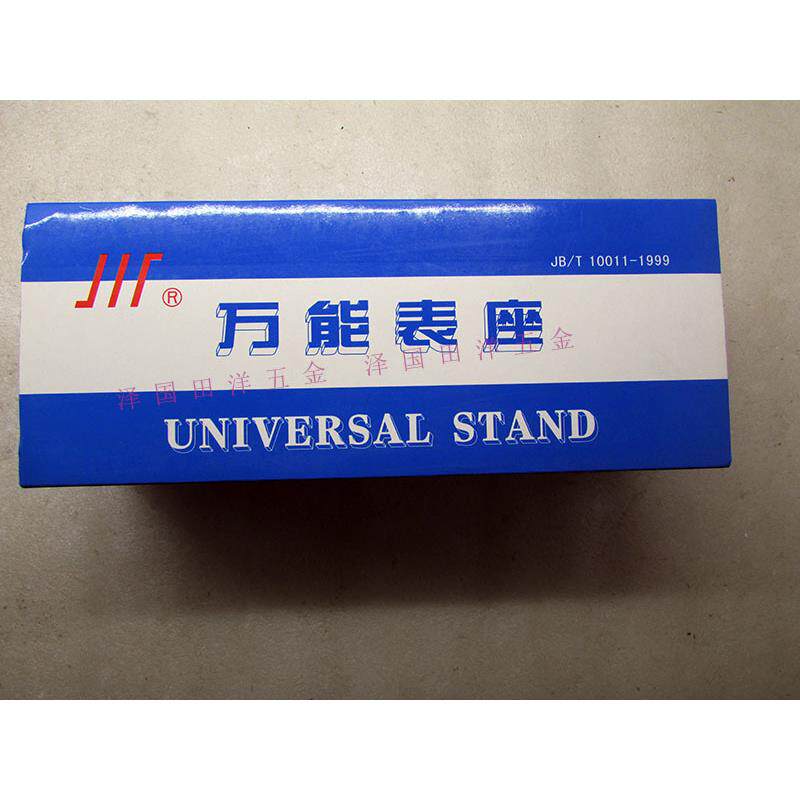 JB/T 10011-1999
JIT®
万能表座
泽国田洋五金 泽国田洋五金
UNIVERSAL STAND